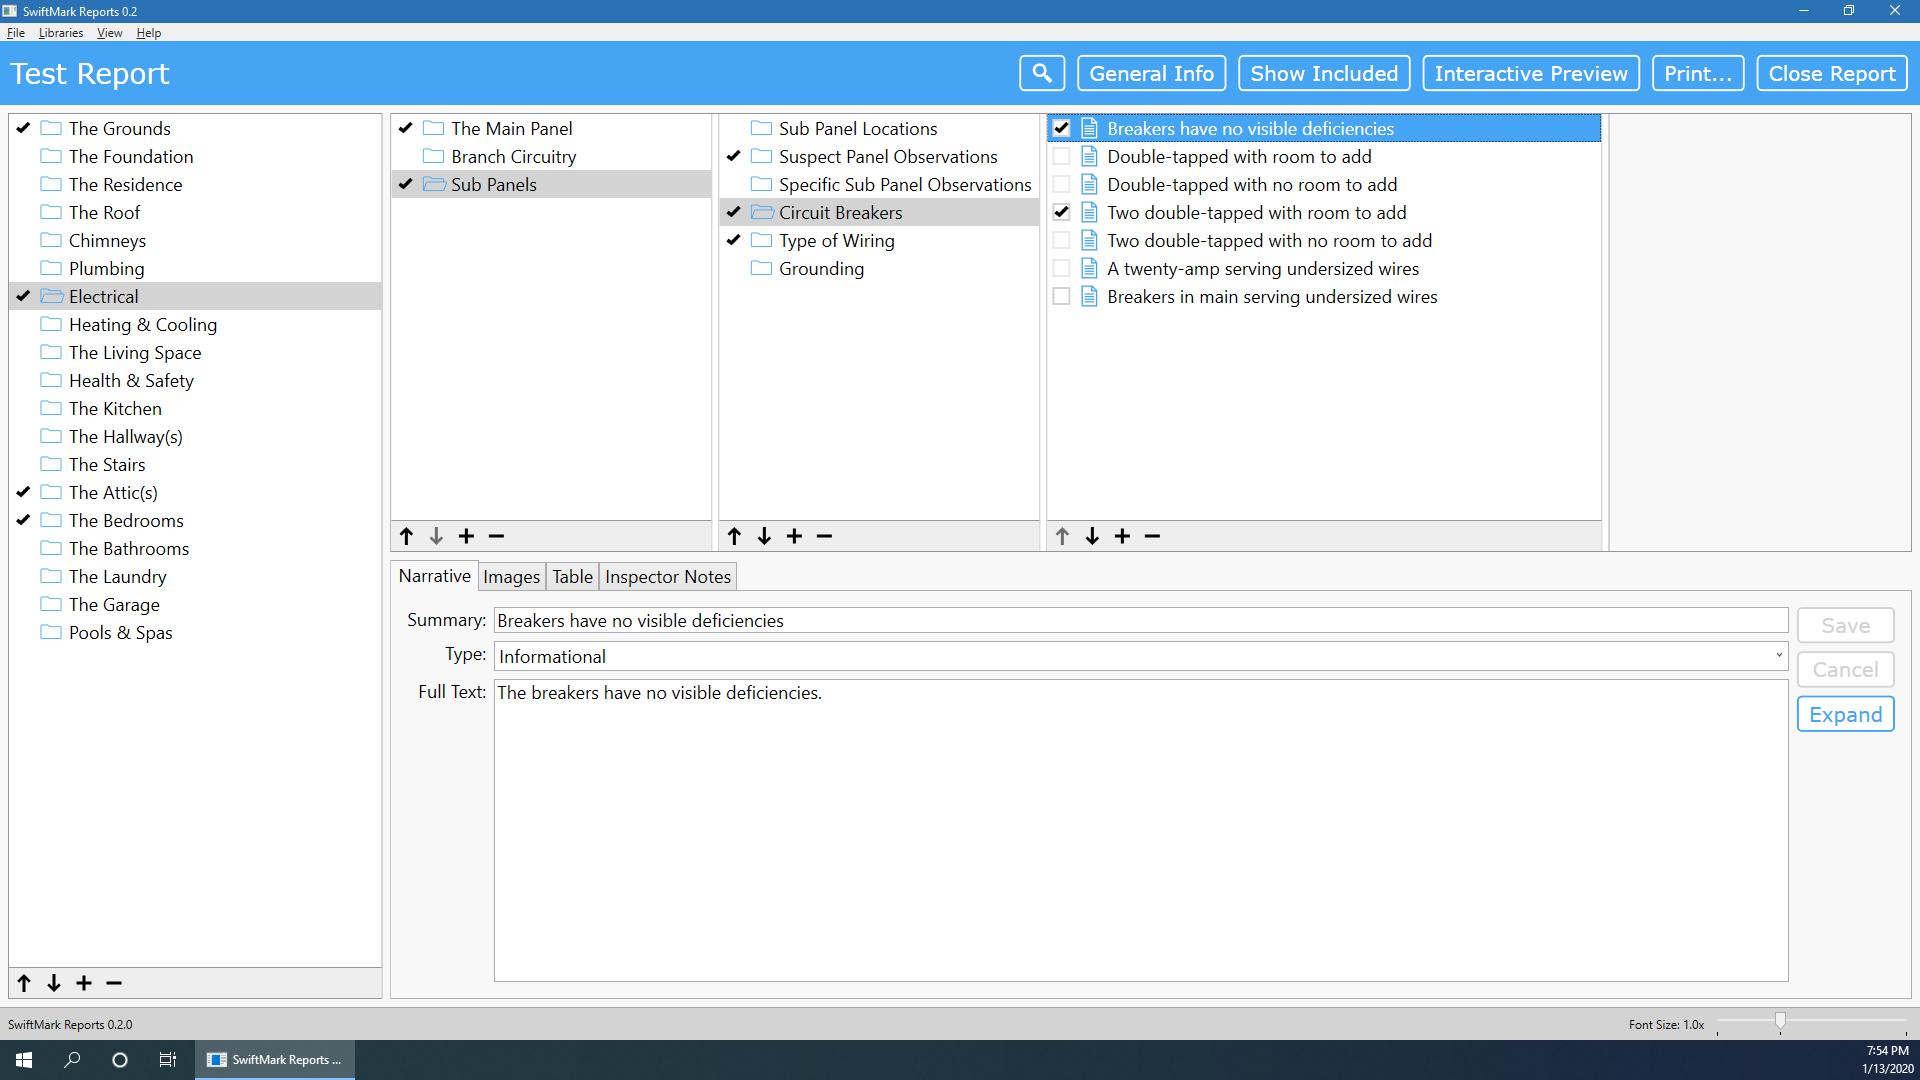 SwiftMark Reports 0.2
File Libraries View Help
Test Report
General Info Show Included Interactive Preview Print... Close Report
The Grounds
The Foundation
The Residence
The Roof
Chimneys
Plumbing
Electrical
Heating & Cooling
The Living Space
Health & Safety
The Kitchen
The Hallway(s)
The Stairs
The Attic(s)
The Bedrooms
The Bathrooms
The Laundry
The Garage
Pools & Spas
The Main Panel
Branch Circuitry
Sub Panels
Sub Panel Locations
Suspect Panel Observations
Specific Sub Panel Observations
Circuit Breakers
Type of Wiring
Grounding
Breakers have no visible deficiencies
Double-tapped with room to add
Double-tapped with no room to add
Two double-tapped with room to add
Two double-tapped with no room to add
A twenty-amp serving undersized wires
Breakers in main serving undersized wires
Narrative Images Table Inspector Notes
Summary: Breakers have no visible deficiencies
Type: Informational
Full Text: The breakers have no visible deficiencies.
Save
Cancel
Expand
SwiftMark Reports 0.2.0
Font Size: 1.0x
SwiftMark Reports ...
7:54 PM
1/13/2020